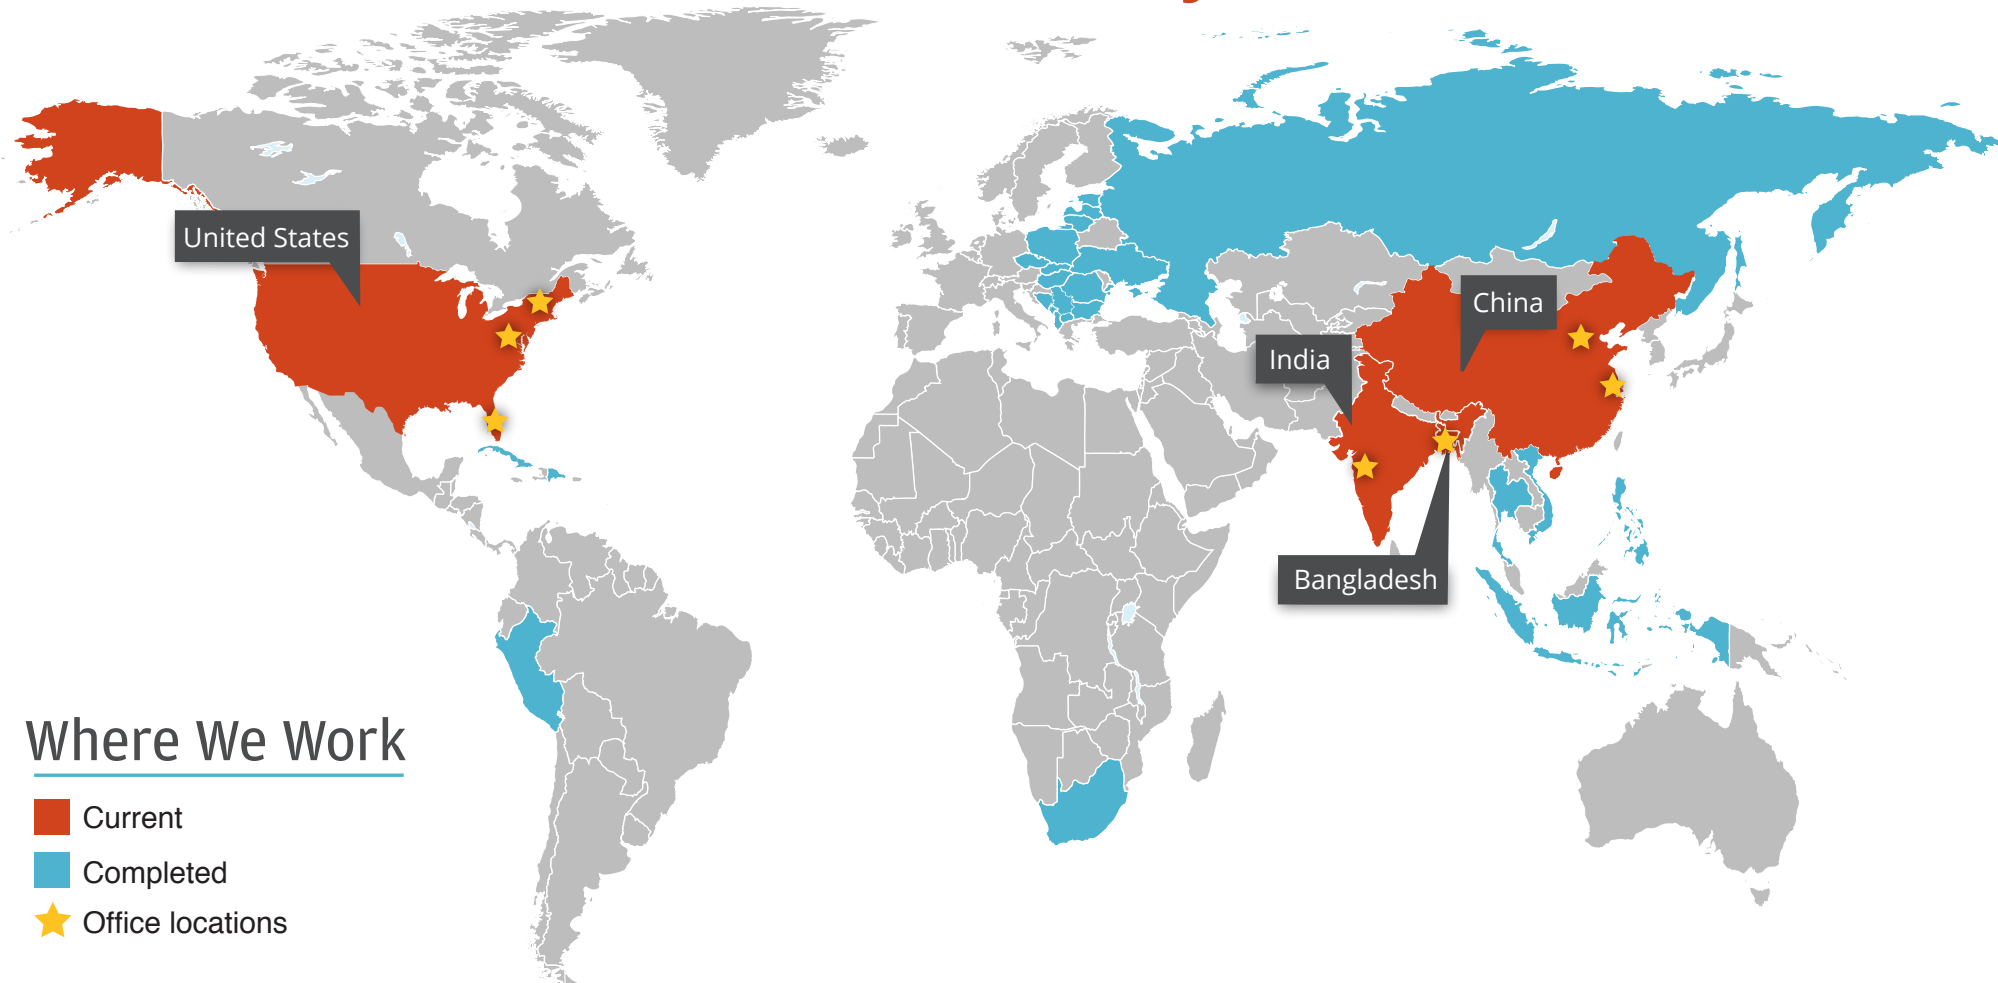 United States
China
India
Bangladesh
Where We Work
Current
Completed
Office locations